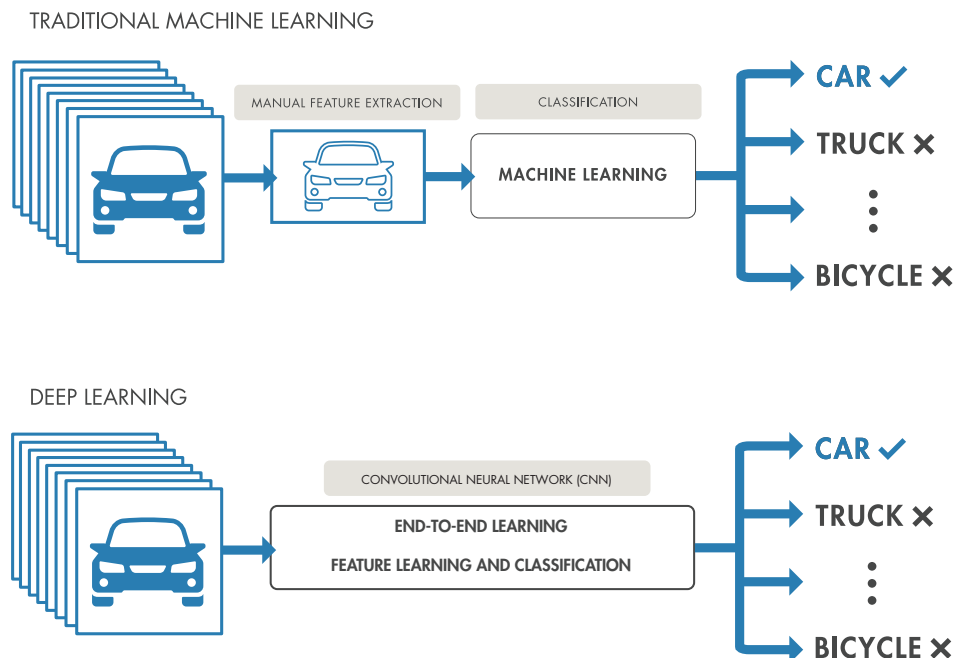 TRADITIONAL MACHINE LEARNING
MANUAL FEATURE EXTRACTION
CLASSIFICATION
MACHINE LEARNING
CAR ✓
TRUCK ✕
⋮
BICYCLE ✕
DEEP LEARNING
CONVOLUTIONAL NEURAL NETWORK (CNN)
END-TO-END LEARNING
FEATURE LEARNING AND CLASSIFICATION
CAR ✓
TRUCK ✕
⋮
BICYCLE ✕